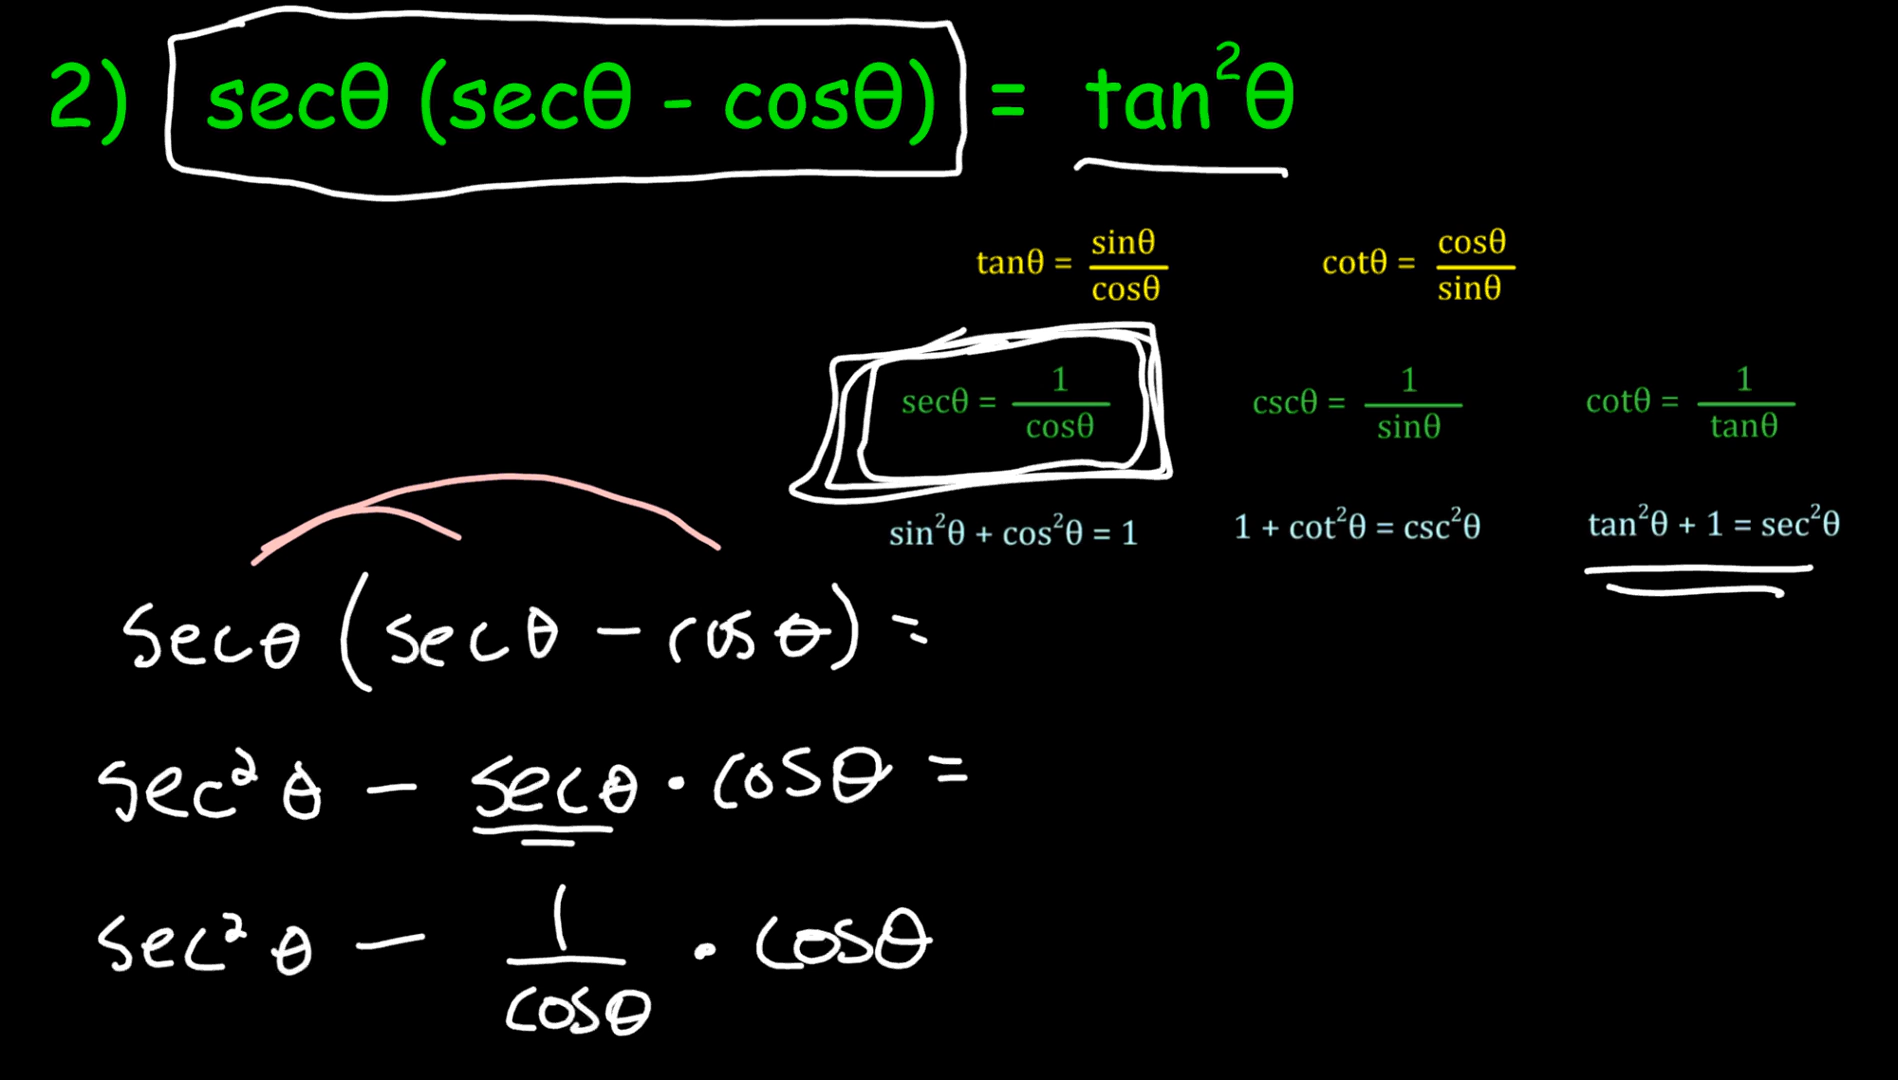 2) secθ (secθ - cosθ) = tan²θ
tanθ = sinθ/cosθ cotθ = cosθ/sinθ
secθ = 1/cosθ cscθ = 1/sinθ cotθ = 1/tanθ
sin²θ + cos²θ = 1 1 + cot²θ = csc²θ tan²θ + 1 = sec²θ
secθ (secθ - cosθ) =
sec²θ - secθ · cosθ =
sec²θ - 1/cosθ · cosθ